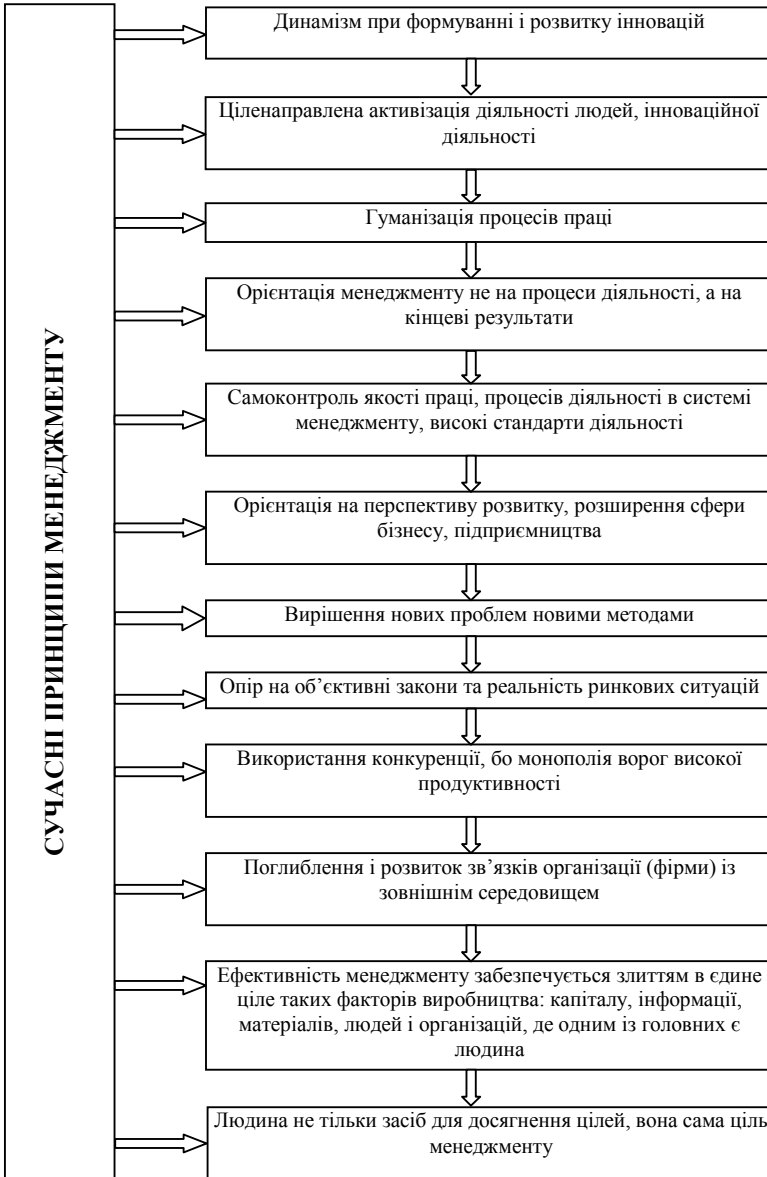 СУЧАСНІ ПРИНЦИПИ МЕНЕДЖМЕНТУ
Динамізм при формуванні і розвитку інновацій
Ціленаправлена активізація діяльності людей, інноваційної
діяльності
Гуманізація процесів праці
Орієнтація менеджменту не на процеси діяльності, а на
кінцеві результати
Самоконтроль якості праці, процесів діяльності в системі
менеджменту, високі стандарти діяльності
Орієнтація на перспективу розвитку, розширення сфери
бізнесу, підприємництва
Вирішення нових проблем новими методами
Опір на об’єктивні закони та реальність ринкових ситуацій
Використання конкуренції, бо монополія ворог високої
продуктивності
Поглиблення і розвиток зв’язків організації (фірми) із
зовнішнім середовищем
Ефективність менеджменту забезпечується злиттям в єдине
ціле таких факторів виробництва: капіталу, інформації,
матеріалів, людей і організацій, де одним із головних є
людина
Людина не тільки засіб для досягнення цілей, вона сама ціль
менеджменту